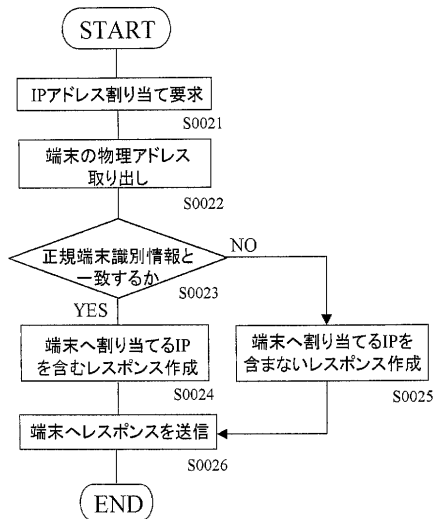 START
IPアドレス割り当て要求
S0021
端末の物理アドレス
取り出し
S0022
正規端末識別情報と
一致するか
NO
S0023
YES
端末へ割り当てるIP
を含むレスポンス作成
S0024
端末へ割り当てるIPを
含まないレスポンス作成
S0025
端末へレスポンスを送信
S0026
END